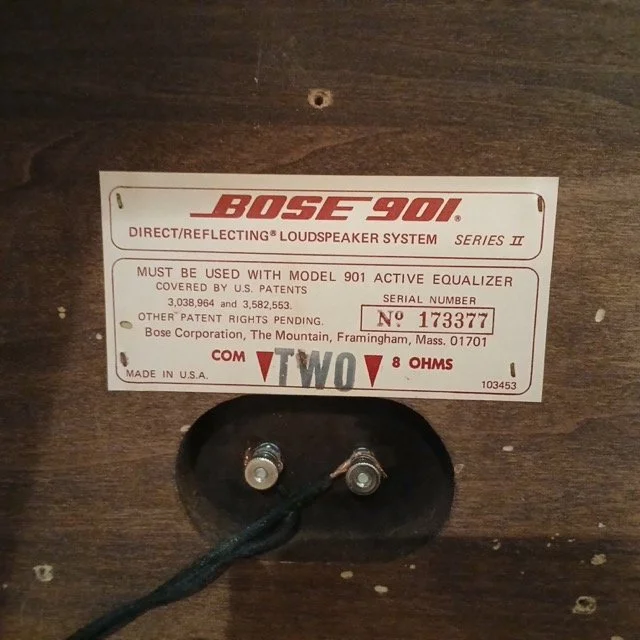 BOSE 901®
DIRECT/REFLECTING® LOUDSPEAKER SYSTEM SERIES II
MUST BE USED WITH MODEL 901 ACTIVE EQUALIZER
COVERED BY U.S. PATENTS
3,038,964 and 3,582,553.
OTHER PATENT RIGHTS PENDING.
SERIAL NUMBER
Nº 173377
Bose Corporation, The Mountain, Framingham, Mass. 01701
COM TWO 8 OHMS
MADE IN U.S.A. 103453